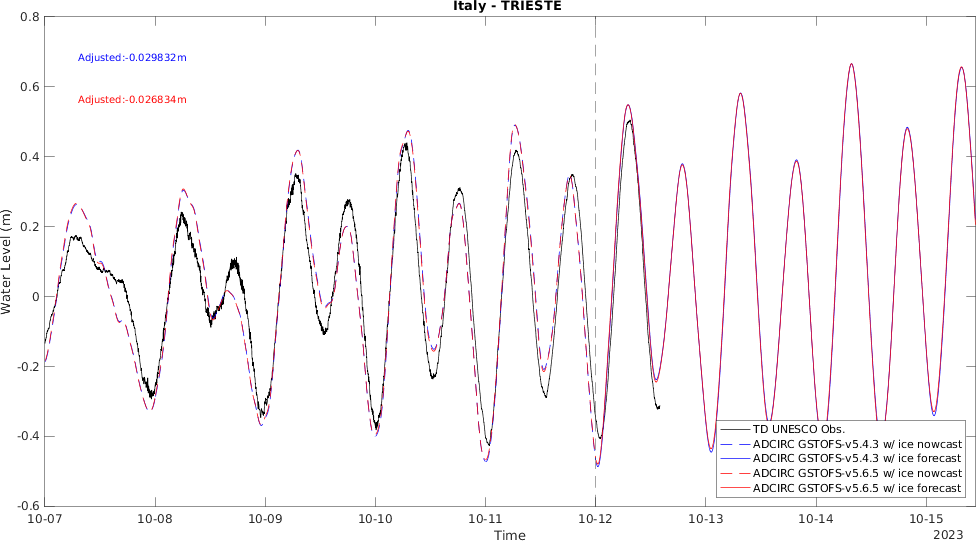 Italy - TRIESTE
Adjusted:-0.029832m
Adjusted:-0.026834m
Water Level (m)
0.8
0.6
0.4
0.2
0
-0.2
-0.4
-0.6
TD UNESCO Obs.
ADCIRC GSTOFS-v5.4.3 w/ ice nowcast
ADCIRC GSTOFS-v5.4.3 w/ ice forecast
ADCIRC GSTOFS-v5.6.5 w/ ice nowcast
ADCIRC GSTOFS-v5.6.5 w/ ice forecast
10-07 10-08 10-09 10-10 10-11 10-12 10-13 10-14 10-15
Time
2023